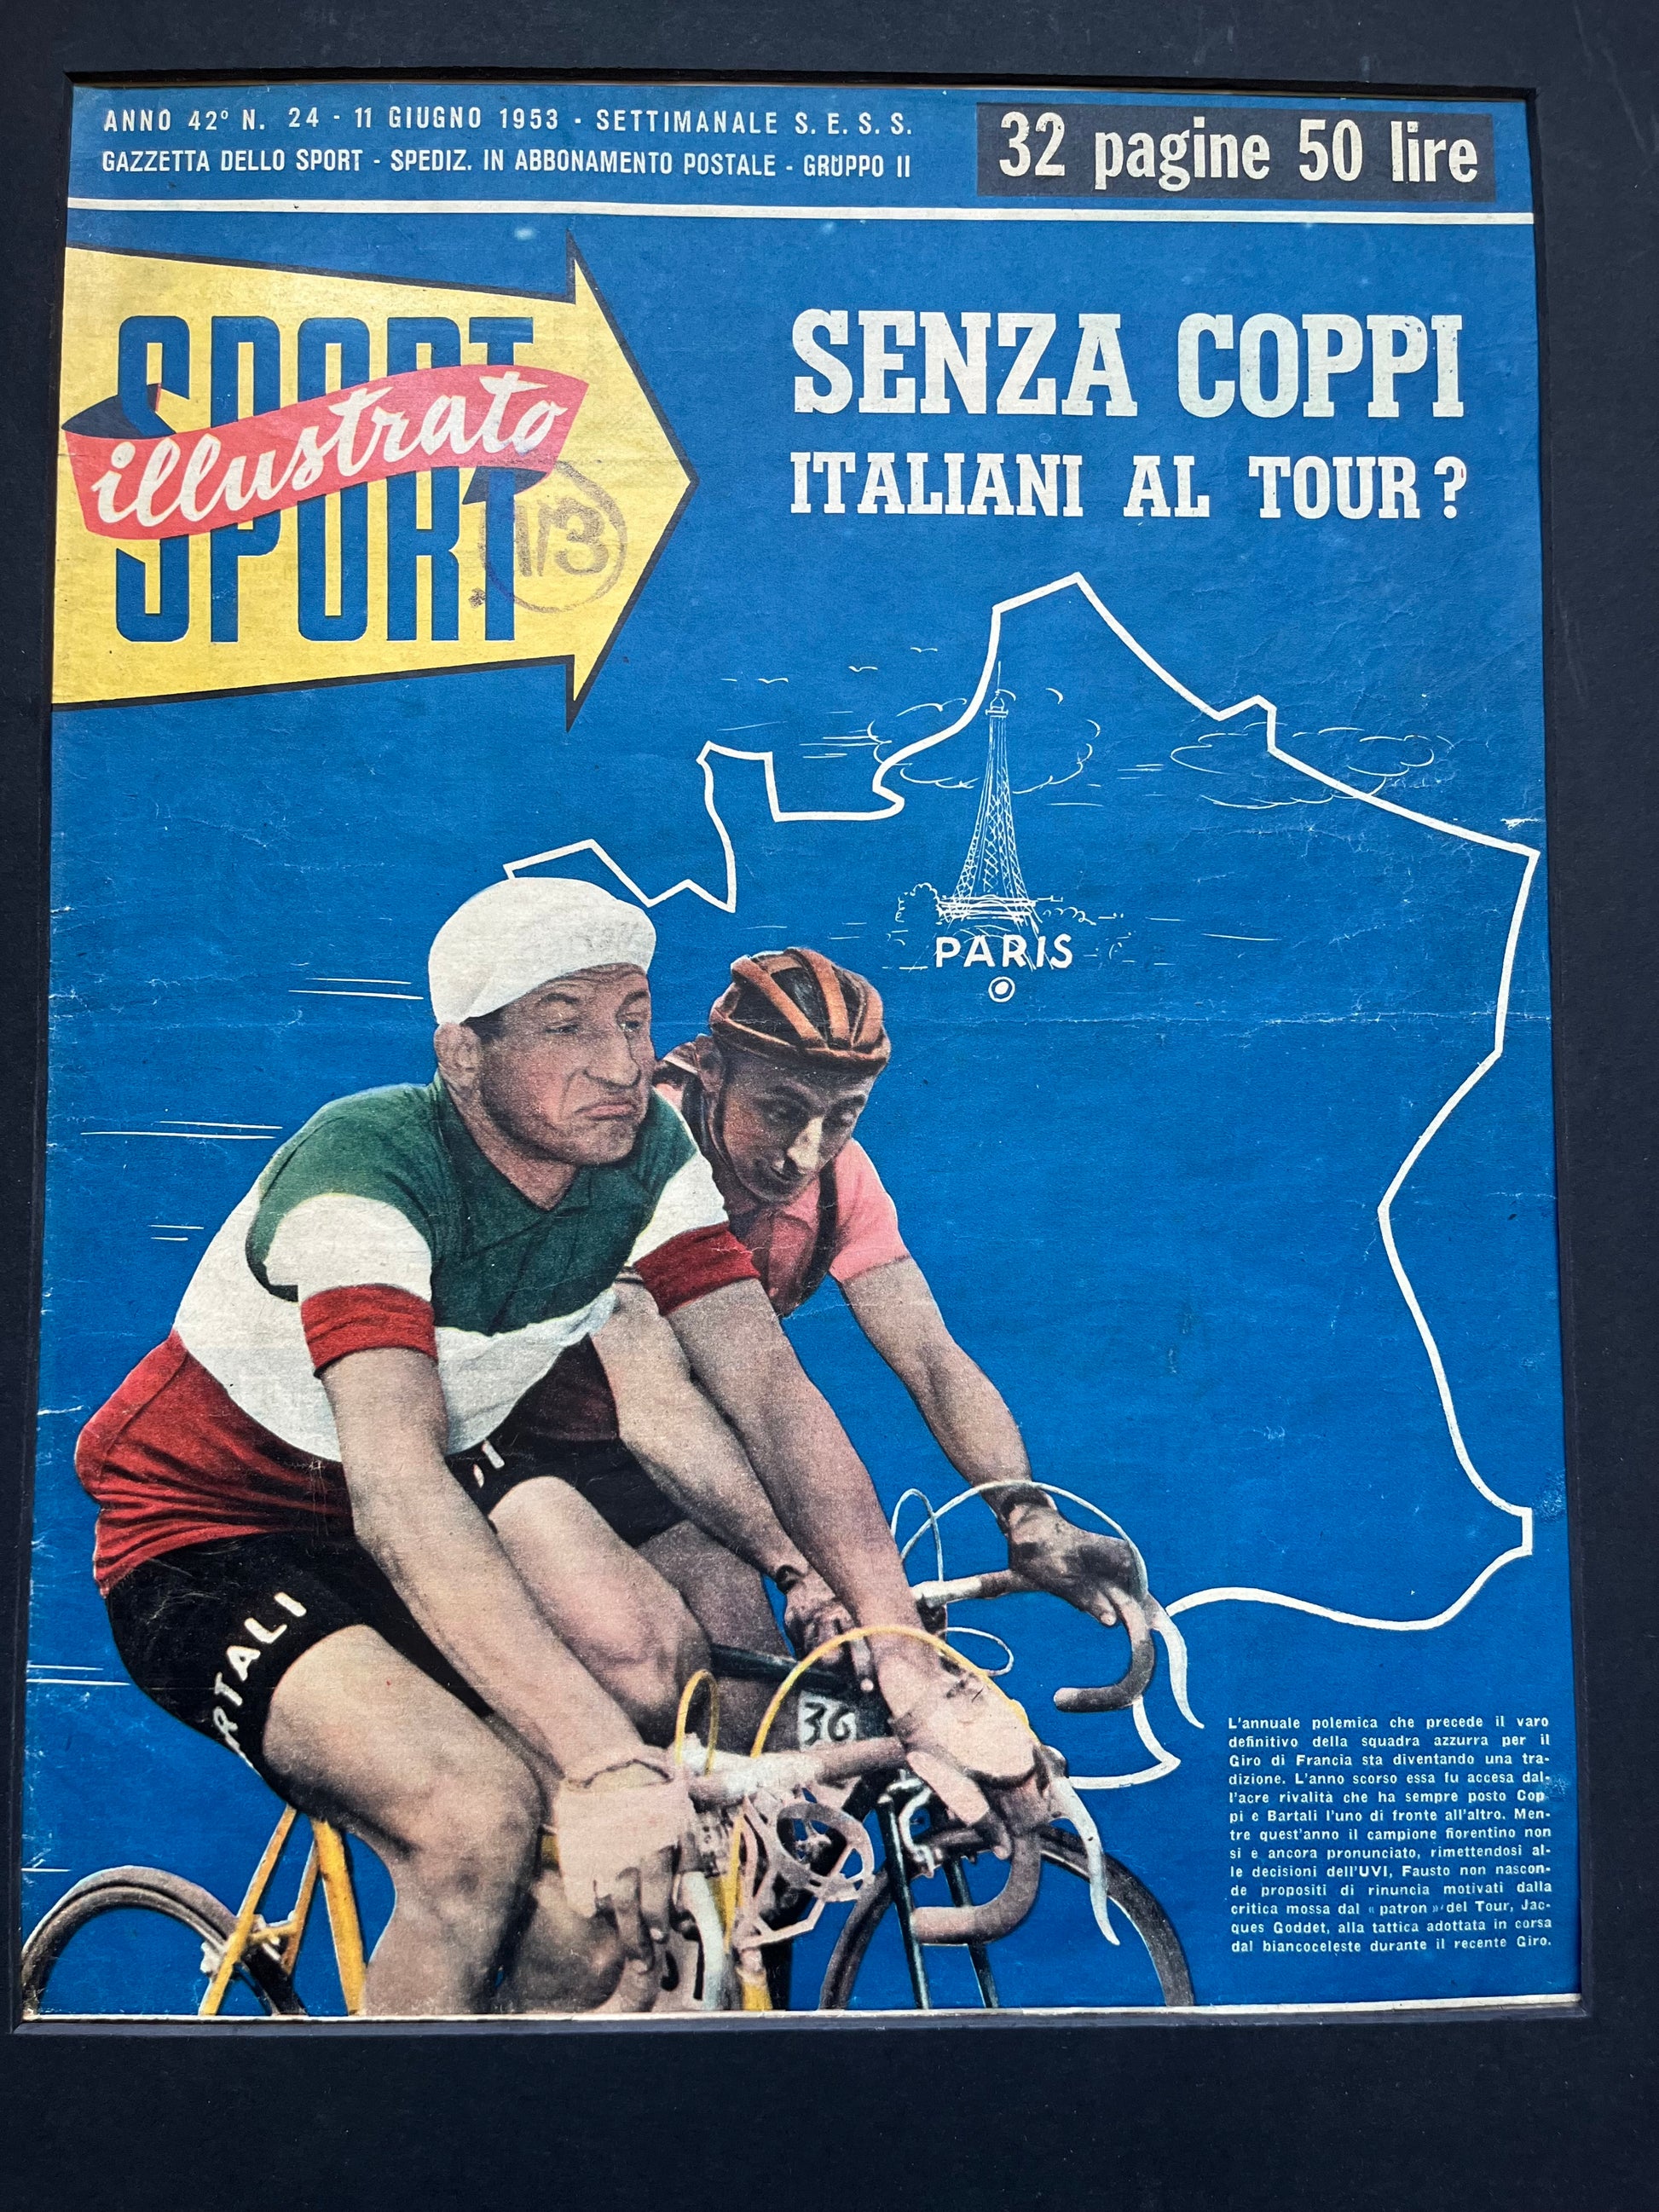 ANNO 42º N. 24 - 11 GIUGNO 1953 - SETTIMANALE S. E. S. S.
GAZZETTA DELLO SPORT - SPEDIZ. IN ABBONAMENTO POSTALE - GRUPPO II
32 pagine 50 lire
SPORT
illustrato
113
SENZA COPPI
ITALIANI AL TOUR?
PARIS
RTALI
36
L'annuale polemica che precede il varo
definitivo della squadra azzurra per il
Giro di Francia sta diventando una tra-
dizione. L'anno scorso essa fu accesa dal-
l'acre rivalità che ha sempre posto Cop
pi e Bartali l'uno di fronte all'altro. Men-
tre quest'anno il campione fiorentino non
si è ancora pronunciato, rimettendosi al-
le decisioni dell'UVI, Fausto non nascon-
de propositi di rinuncia motivati dalla
critica mossa dal « patron » del Tour, Jac-
ques Goddet, alla tattica adottata in corsa
dal biancoceleste durante il recente Giro.